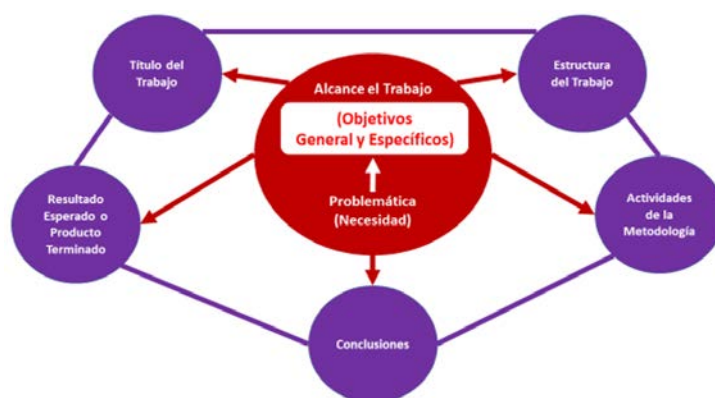 Título del
Trabajo
Alcance el Trabajo
(Objetivos
General y Específicos)
Problemática
(Necesidad)
Estructura
del Trabajo
Resultado
Esperado o
Producto
Terminado
Actividades
de la
Metodología
Conclusiones